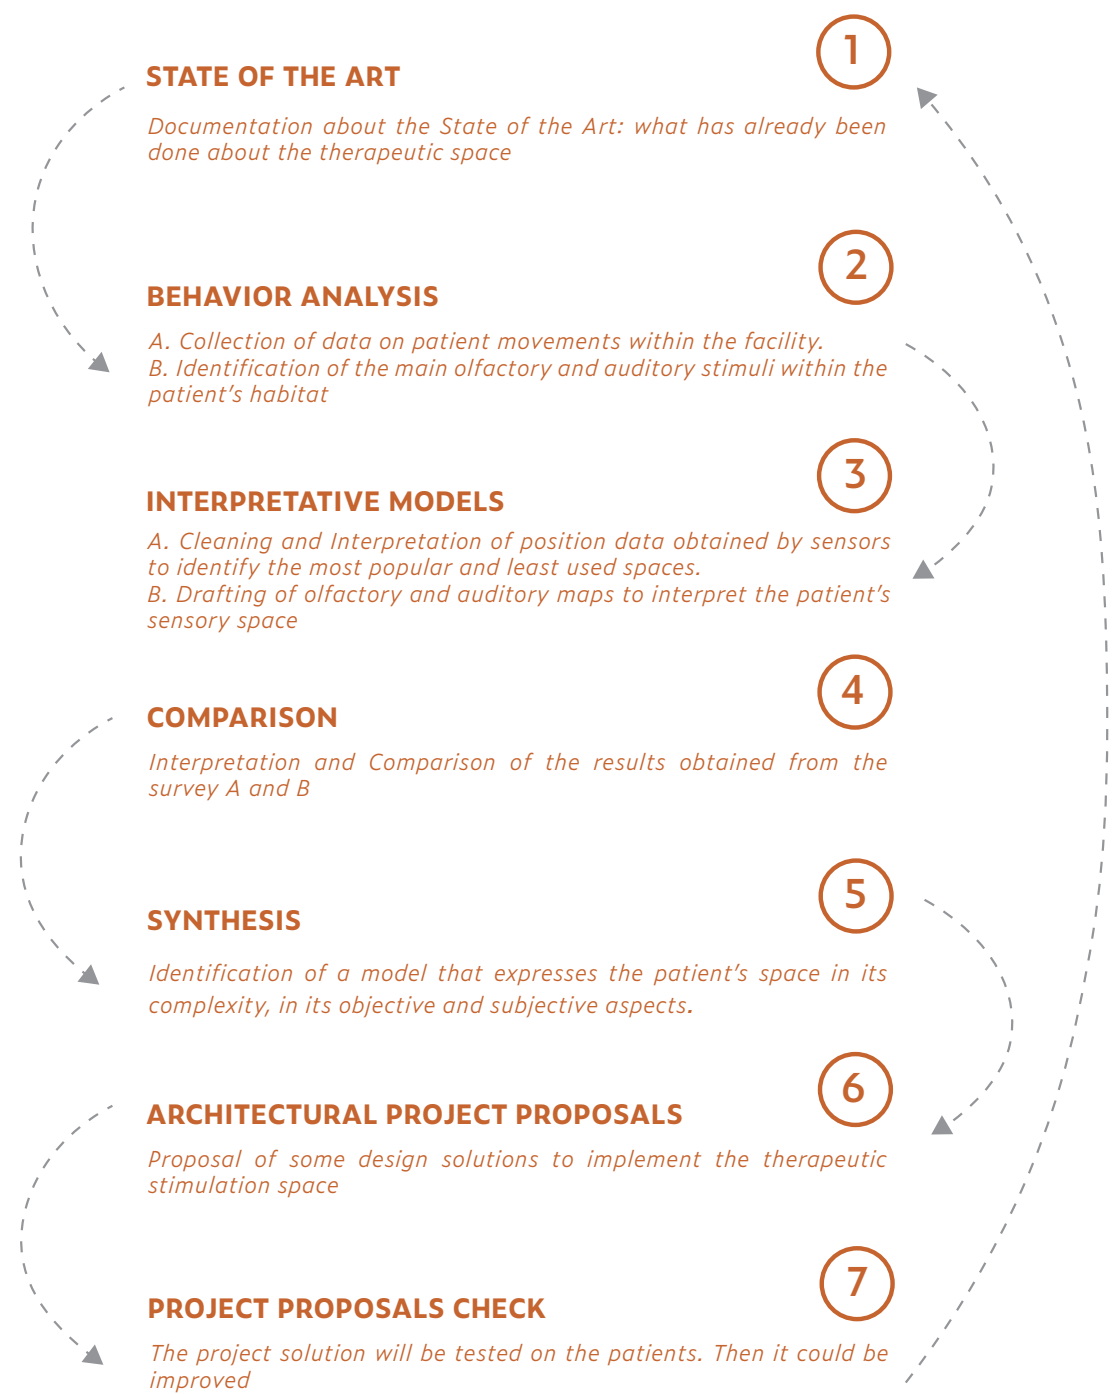 1
STATE OF THE ART
Documentation about the State of the Art: what has already been
done about the therapeutic space
2
BEHAVIOR ANALYSIS
A. Collection of data on patient movements within the facility.
B. Identification of the main olfactory and auditory stimuli within the
patient's habitat
3
INTERPRETATIVE MODELS
A. Cleaning and Interpretation of position data obtained by sensors
to identify the most popular and least used spaces.
B. Drafting of olfactory and auditory maps to interpret the patient's
sensory space
4
COMPARISON
Interpretation and Comparison of the results obtained from the
survey A and B
5
SYNTHESIS
Identification of a model that expresses the patient's space in its
complexity, in its objective and subjective aspects.
6
ARCHITECTURAL PROJECT PROPOSALS
Proposal of some design solutions to implement the therapeutic
stimulation space
7
PROJECT PROPOSALS CHECK
The project solution will be tested on the patients. Then it could be
improved